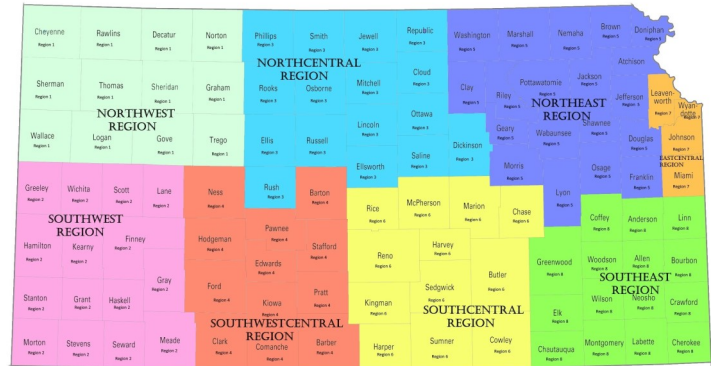 Cheyenne
Region 1
Rawlins
Region 1
Decatur
Region 1
Norton
Region 1
Phillips
Region 3
Smith
Region 3
Jewell
Region 3
Republic
Region 3
Washington
Region 5
Marshall
Region 5
Nemaha
Region 5
Brown
Region 5
Doniphan
Region 5
Atchison
Sherman
Region 1
Thomas
Region 1
Sheridan
Region 1
Graham
Region 1
NORTHWEST
REGION
NORTHCENTRAL
REGION
Rooks
Region 3
Osborne
Region 3
Mitchell
Region 3
Cloud
Region 3
Clay
Region 5
Riley
Region 5
Pottawatomie
Region 5
Jackson
Region 5
Jefferson
Region 5
NORTHEAST
REGION
Leaven-
worth
Region 7
Wyan-
dotte
Region 7
Wallace
Region 1
Logan
Region 1
Gove
Region 1
Trego
Region 1
Ellis
Region 3
Russell
Region 3
Lincoln
Region 3
Ottawa
Region 3
Ellsworth
Region 3
Saline
Region 3
Dickinson
Region 3
Geary
Region 5
Wabaunsee
Region 5
Shawnee
Region 5
Douglas
Region 5
Johnson
Region 7
EASTCENTRAL
REGION
Morris
Region 5
Lyon
Region 5
Osage
Region 5
Franklin
Region 5
Miami
Region 7
Greeley
Region 2
Wichita
Region 2
Scott
Region 2
Lane
Region 2
Ness
Region 4
Rush
Region 3
Barton
Region 4
Rice
Region 6
McPherson
Region 6
Marion
Region 6
Chase
Region 6
Coffey
Region 8
Anderson
Region 8
Linn
Region 8
SOUTHWEST
REGION
Hamilton
Region 2
Kearny
Region 2
Finney
Region 2
Hodgeman
Region 4
Pawnee
Region 4
Stafford
Region 4
Edwards
Region 4
Reno
Region 6
Harvey
Region 6
Butler
Region 6
Greenwood
Region 8
Woodson
Region 8
Allen
Region 8
Bourbon
Region 8
SOUTHEAST
REGION
Stanton
Region 2
Grant
Region 2
Haskell
Region 2
Gray
Region 2
Ford
Region 4
Kiowa
Region 4
Pratt
Region 4
Kingman
Region 6
Sedgwick
Region 6
Elk
Region 8
Wilson
Region 8
Neosho
Region 8
Crawford
Region 8
SOUTHWESTCENTRAL
REGION
SOUTHCENTRAL
REGION
Morton
Region 2
Stevens
Region 2
Seward
Region 2
Meade
Region 2
Clark
Region 4
Comanche
Region 4
Barber
Region 4
Harper
Region 6
Sumner
Region 6
Cowley
Region 6
Chautauqua
Region 8
Montgomery
Region 8
Labette
Region 8
Cherokee
Region 8